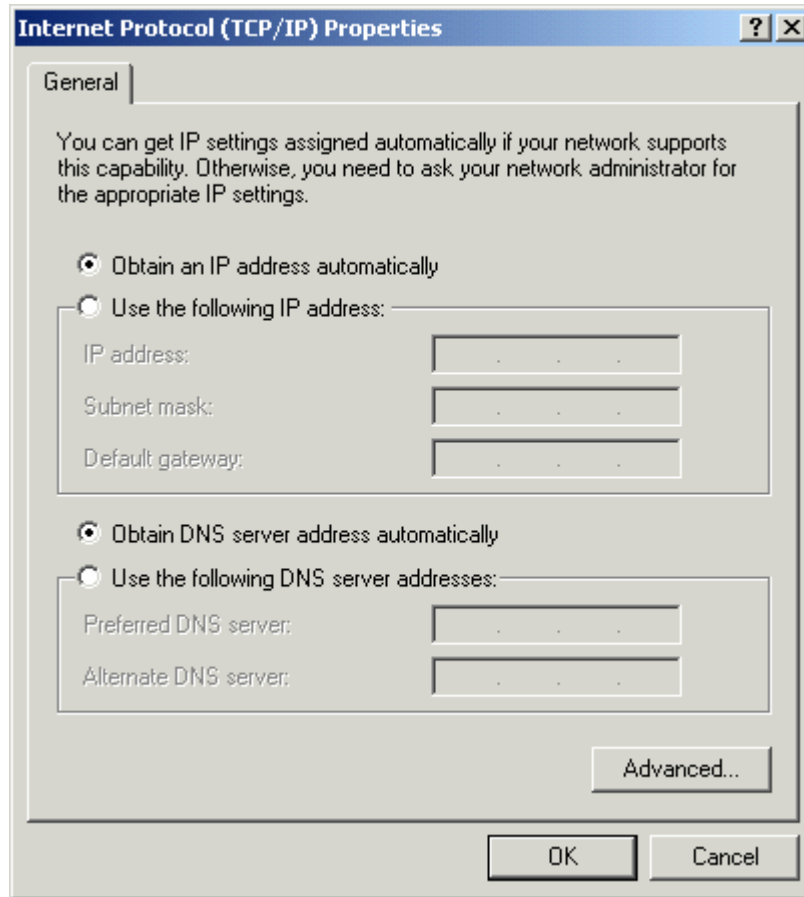 Internet Protocol (TCP/IP) Properties
General
You can get IP settings assigned automatically if your network supports
this capability. Otherwise, you need to ask your network administrator for
the appropriate IP settings.
Obtain an IP address automatically
Use the following IP address:
IP address:
Subnet mask:
Default gateway:
Obtain DNS server address automatically
Use the following DNS server addresses:
Preferred DNS server:
Alternate DNS server:
Advanced...
OK
Cancel